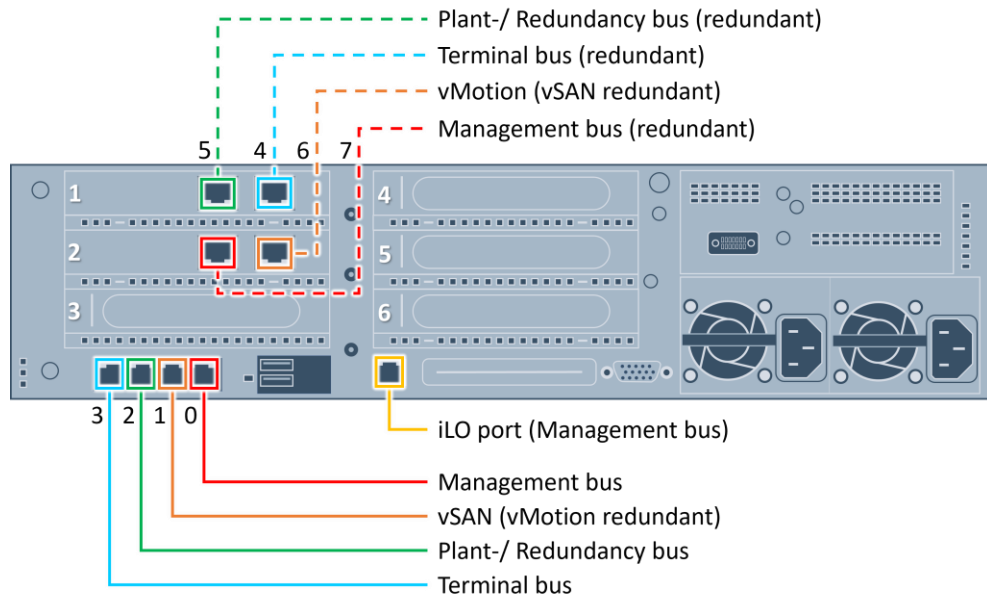 Plant-/ Redundancy bus (redundant)
Terminal bus (redundant)
vMotion (vSAN redundant)
Management bus (redundant)
5 4 6 7
1 4
2 5
3 6
3 2 1 0
iLO port (Management bus)
Management bus
vSAN (vMotion redundant)
Plant-/ Redundancy bus
Terminal bus